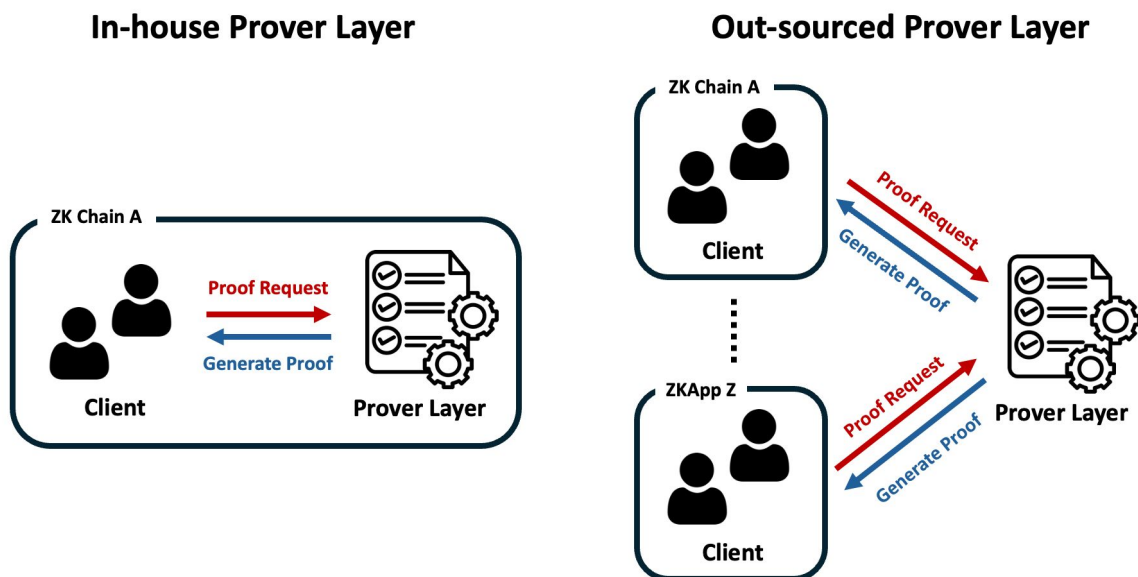 In-house Prover Layer
ZK Chain A
Proof Request
Generate Proof
Client
Prover Layer
Out-sourced Prover Layer
ZK Chain A
Client
Proof Request
Generate Proof
ZKApp Z
Client
Proof Request
Generate Proof
Prover Layer